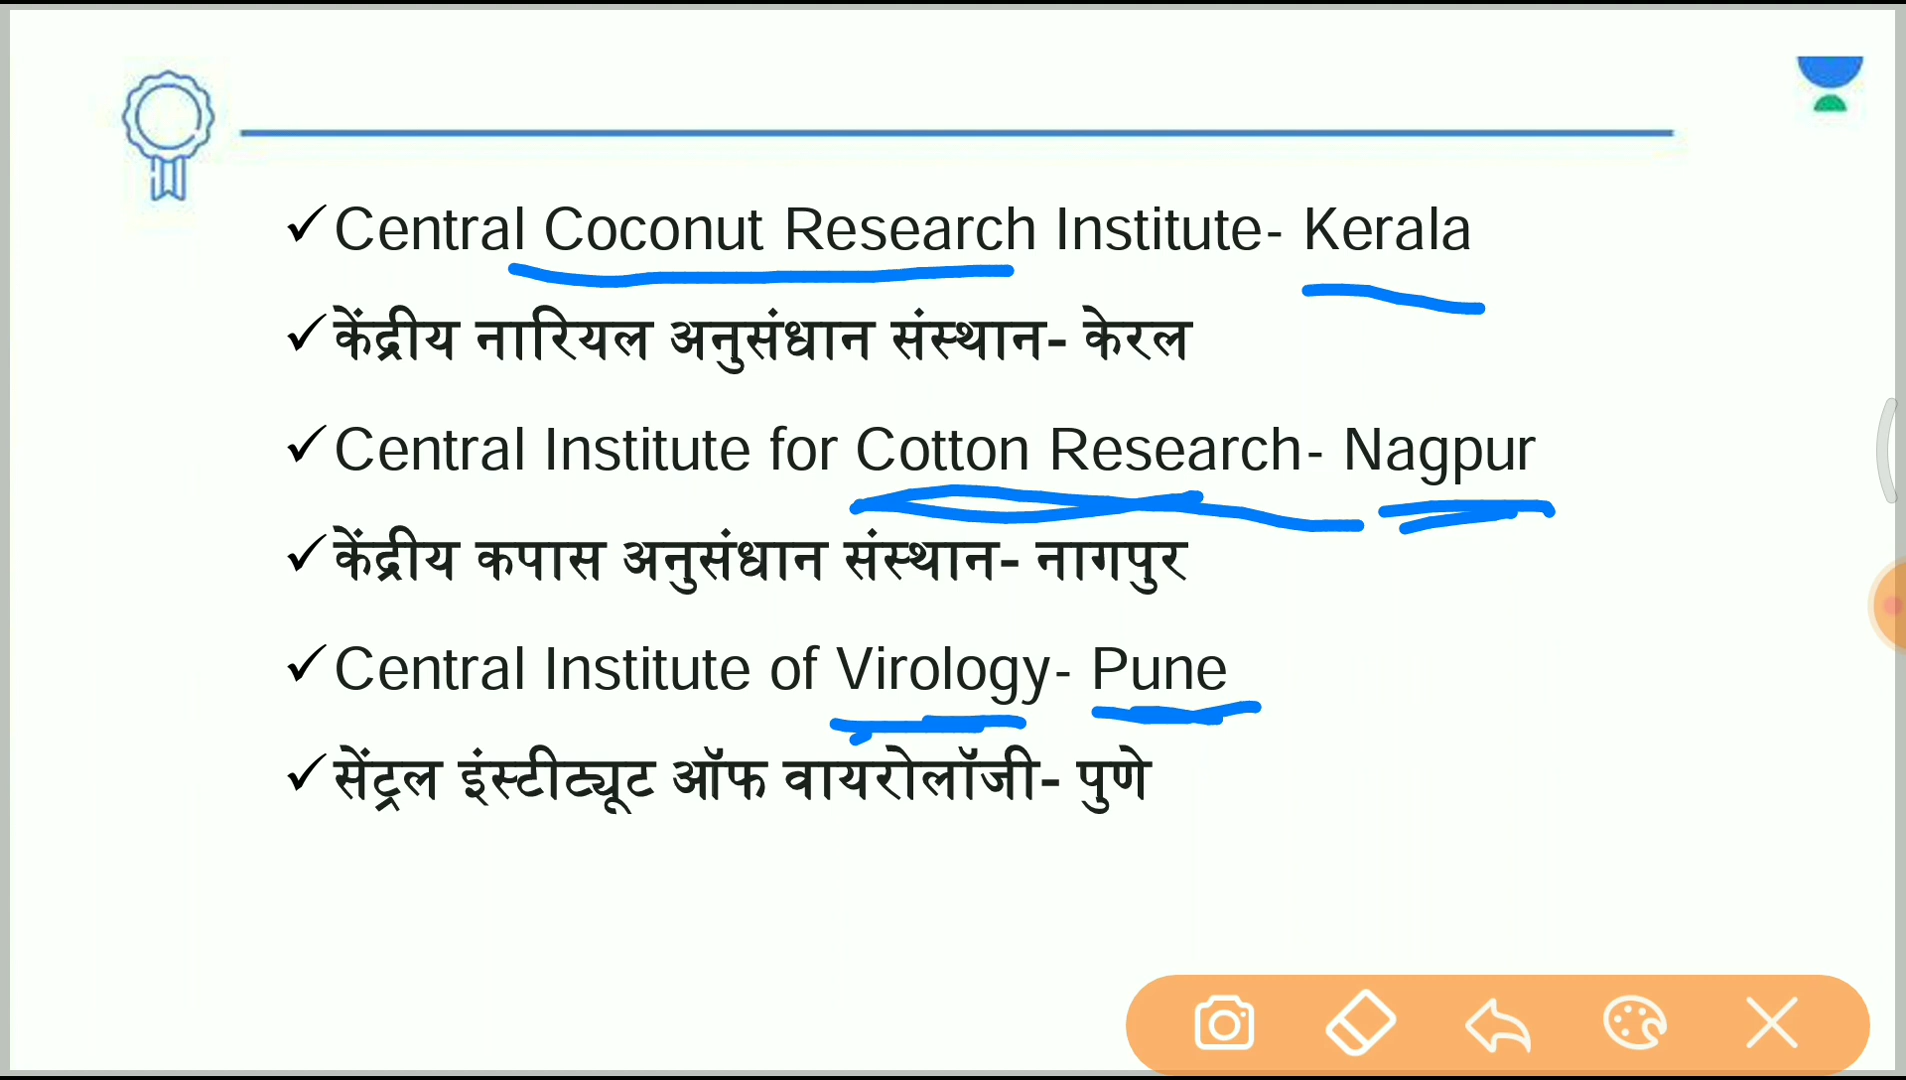 ✓Central Coconut Research Institute- Kerala
✓केंद्रीय नारियल अनुसंधान संस्थान- केरल
✓Central Institute for Cotton Research- Nagpur
✓केंद्रीय कपास अनुसंधान संस्थान- नागपुर
✓Central Institute of Virology- Pune
✓सेंट्रल इंस्टीट्यूट ऑफ वायरोलॉजी- पुणे